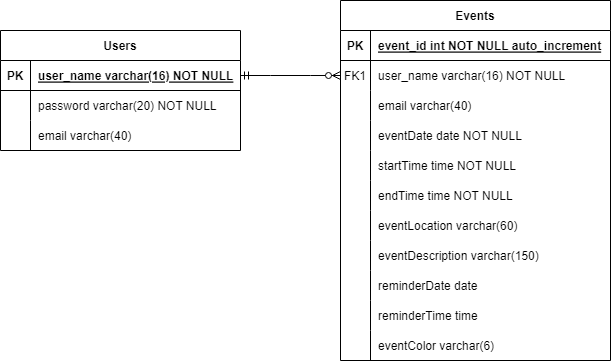 Users
PK user_name varchar(16) NOT NULL
password varchar(20) NOT NULL
email varchar(40)
Events
PK event_id int NOT NULL auto_increment
FK1 user_name varchar(16) NOT NULL
email varchar(40)
eventDate date NOT NULL
startTime time NOT NULL
endTime time NOT NULL
eventLocation varchar(60)
eventDescription varchar(150)
reminderDate date
reminderTime time
eventColor varchar(6)